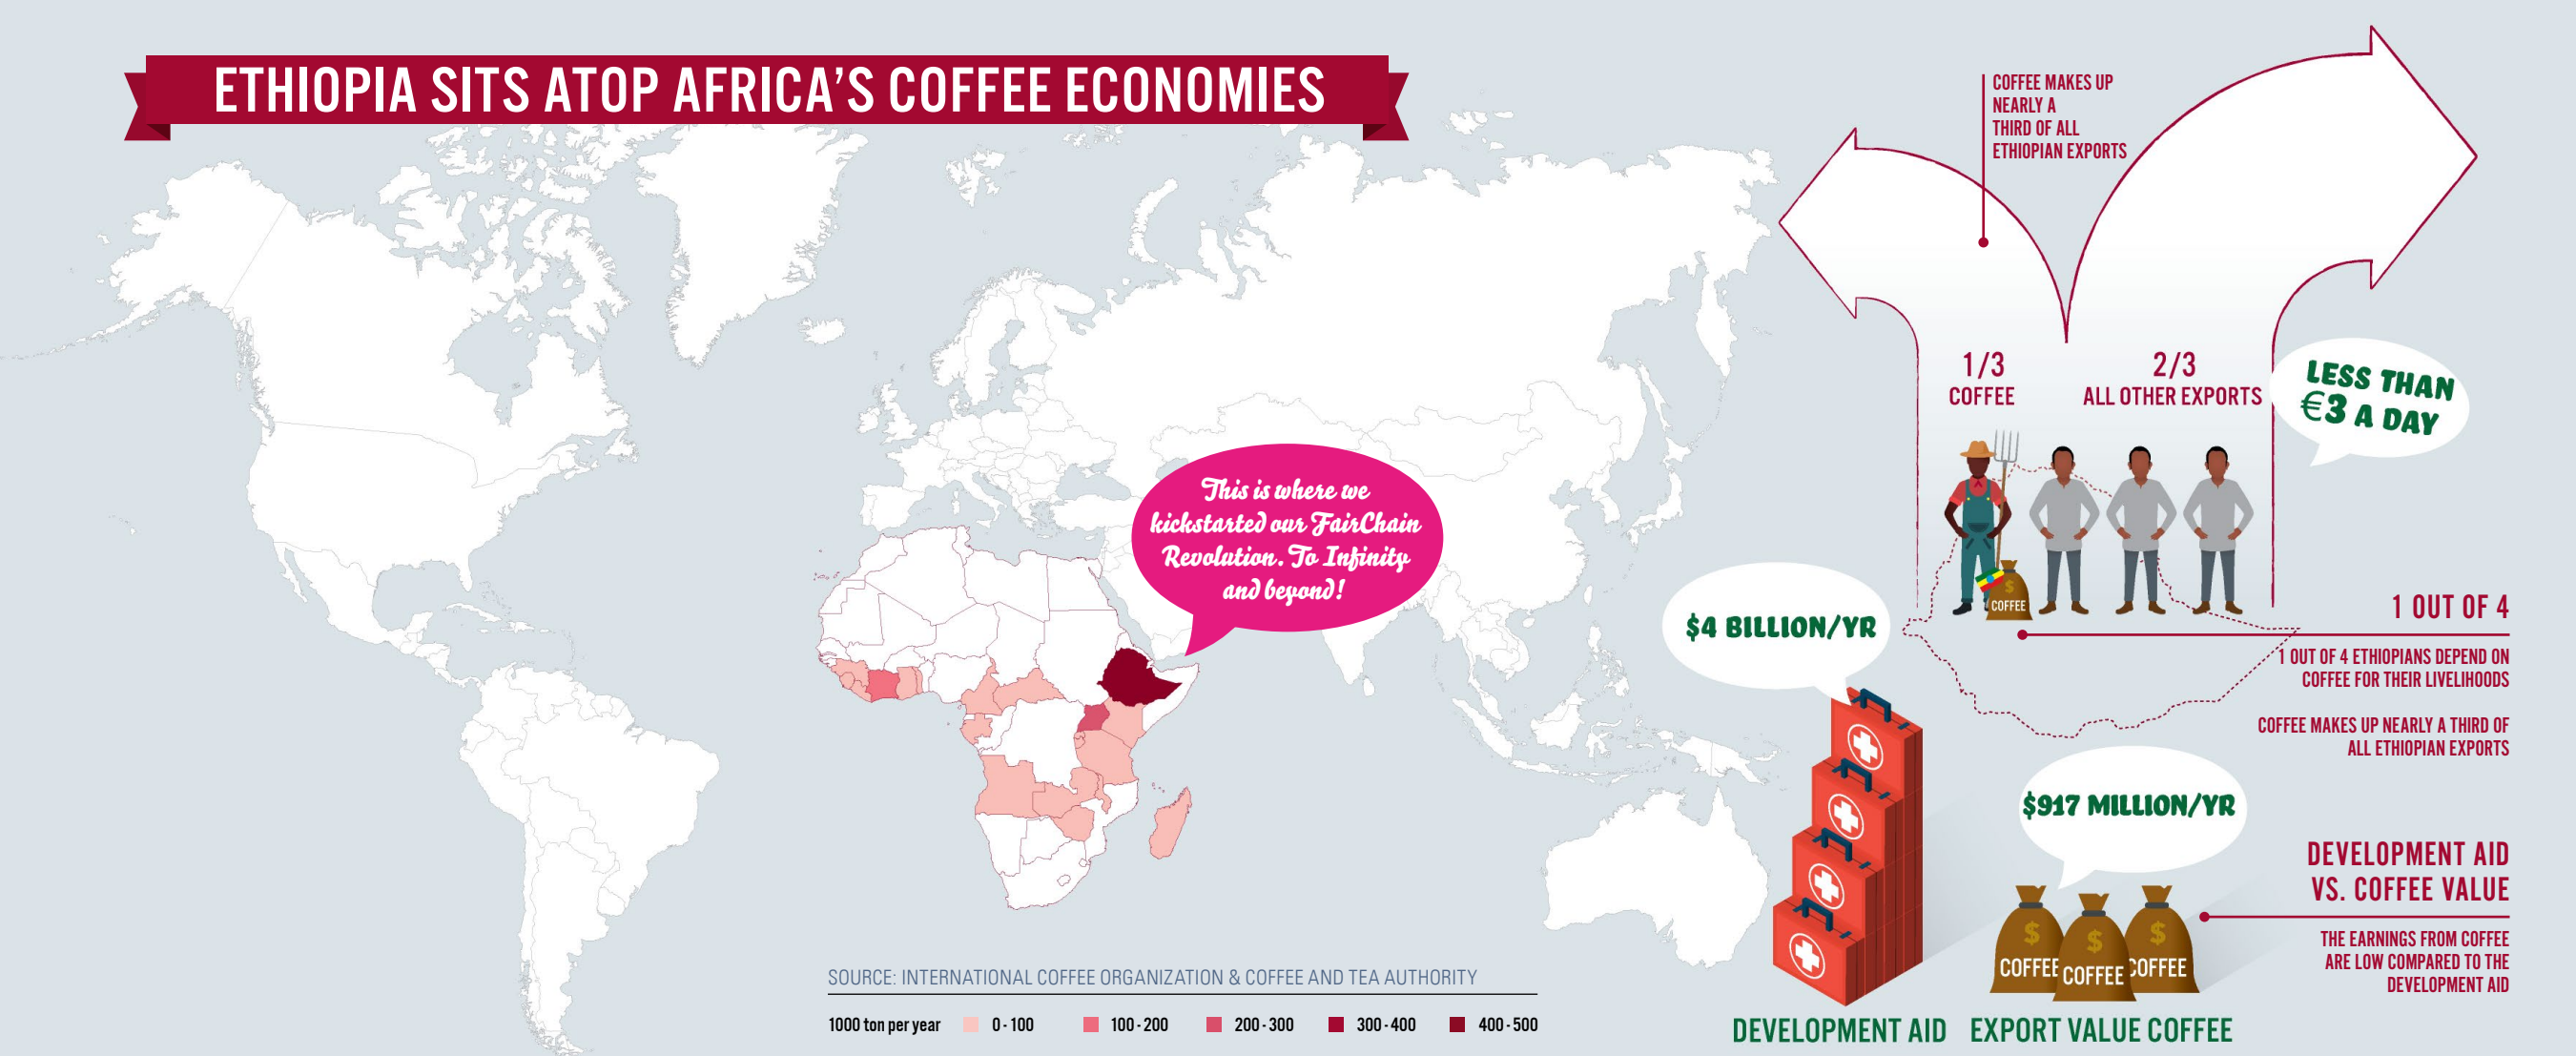 ETHIOPIA SITS ATOP AFRICA'S COFFEE ECONOMIES
COFFEE MAKES UP
NEARLY A
THIRD OF ALL
ETHIOPIAN EXPORTS
1/3
COFFEE
2/3
ALL OTHER EXPORTS
LESS THAN
€3 A DAY
This is where we
kickstarted our FairChain
Revolution. To Infinity
and beyond!
COFFEE
1 OUT OF 4
1 OUT OF 4 ETHIOPIANS DEPEND ON
COFFEE FOR THEIR LIVELIHOODS
COFFEE MAKES UP NEARLY A THIRD OF
ALL ETHIOPIAN EXPORTS
$4 BILLION/YR
$917 MILLION/YR
DEVELOPMENT AID
VS. COFFEE VALUE
THE EARNINGS FROM COFFEE
ARE LOW COMPARED TO THE
DEVELOPMENT AID
COFFEE
COFFEE
COFFEE
DEVELOPMENT AID
EXPORT VALUE COFFEE
SOURCE: INTERNATIONAL COFFEE ORGANIZATION & COFFEE AND TEA AUTHORITY
1000 ton per year 0 - 100 100 - 200 200 - 300 300 - 400 400 - 500